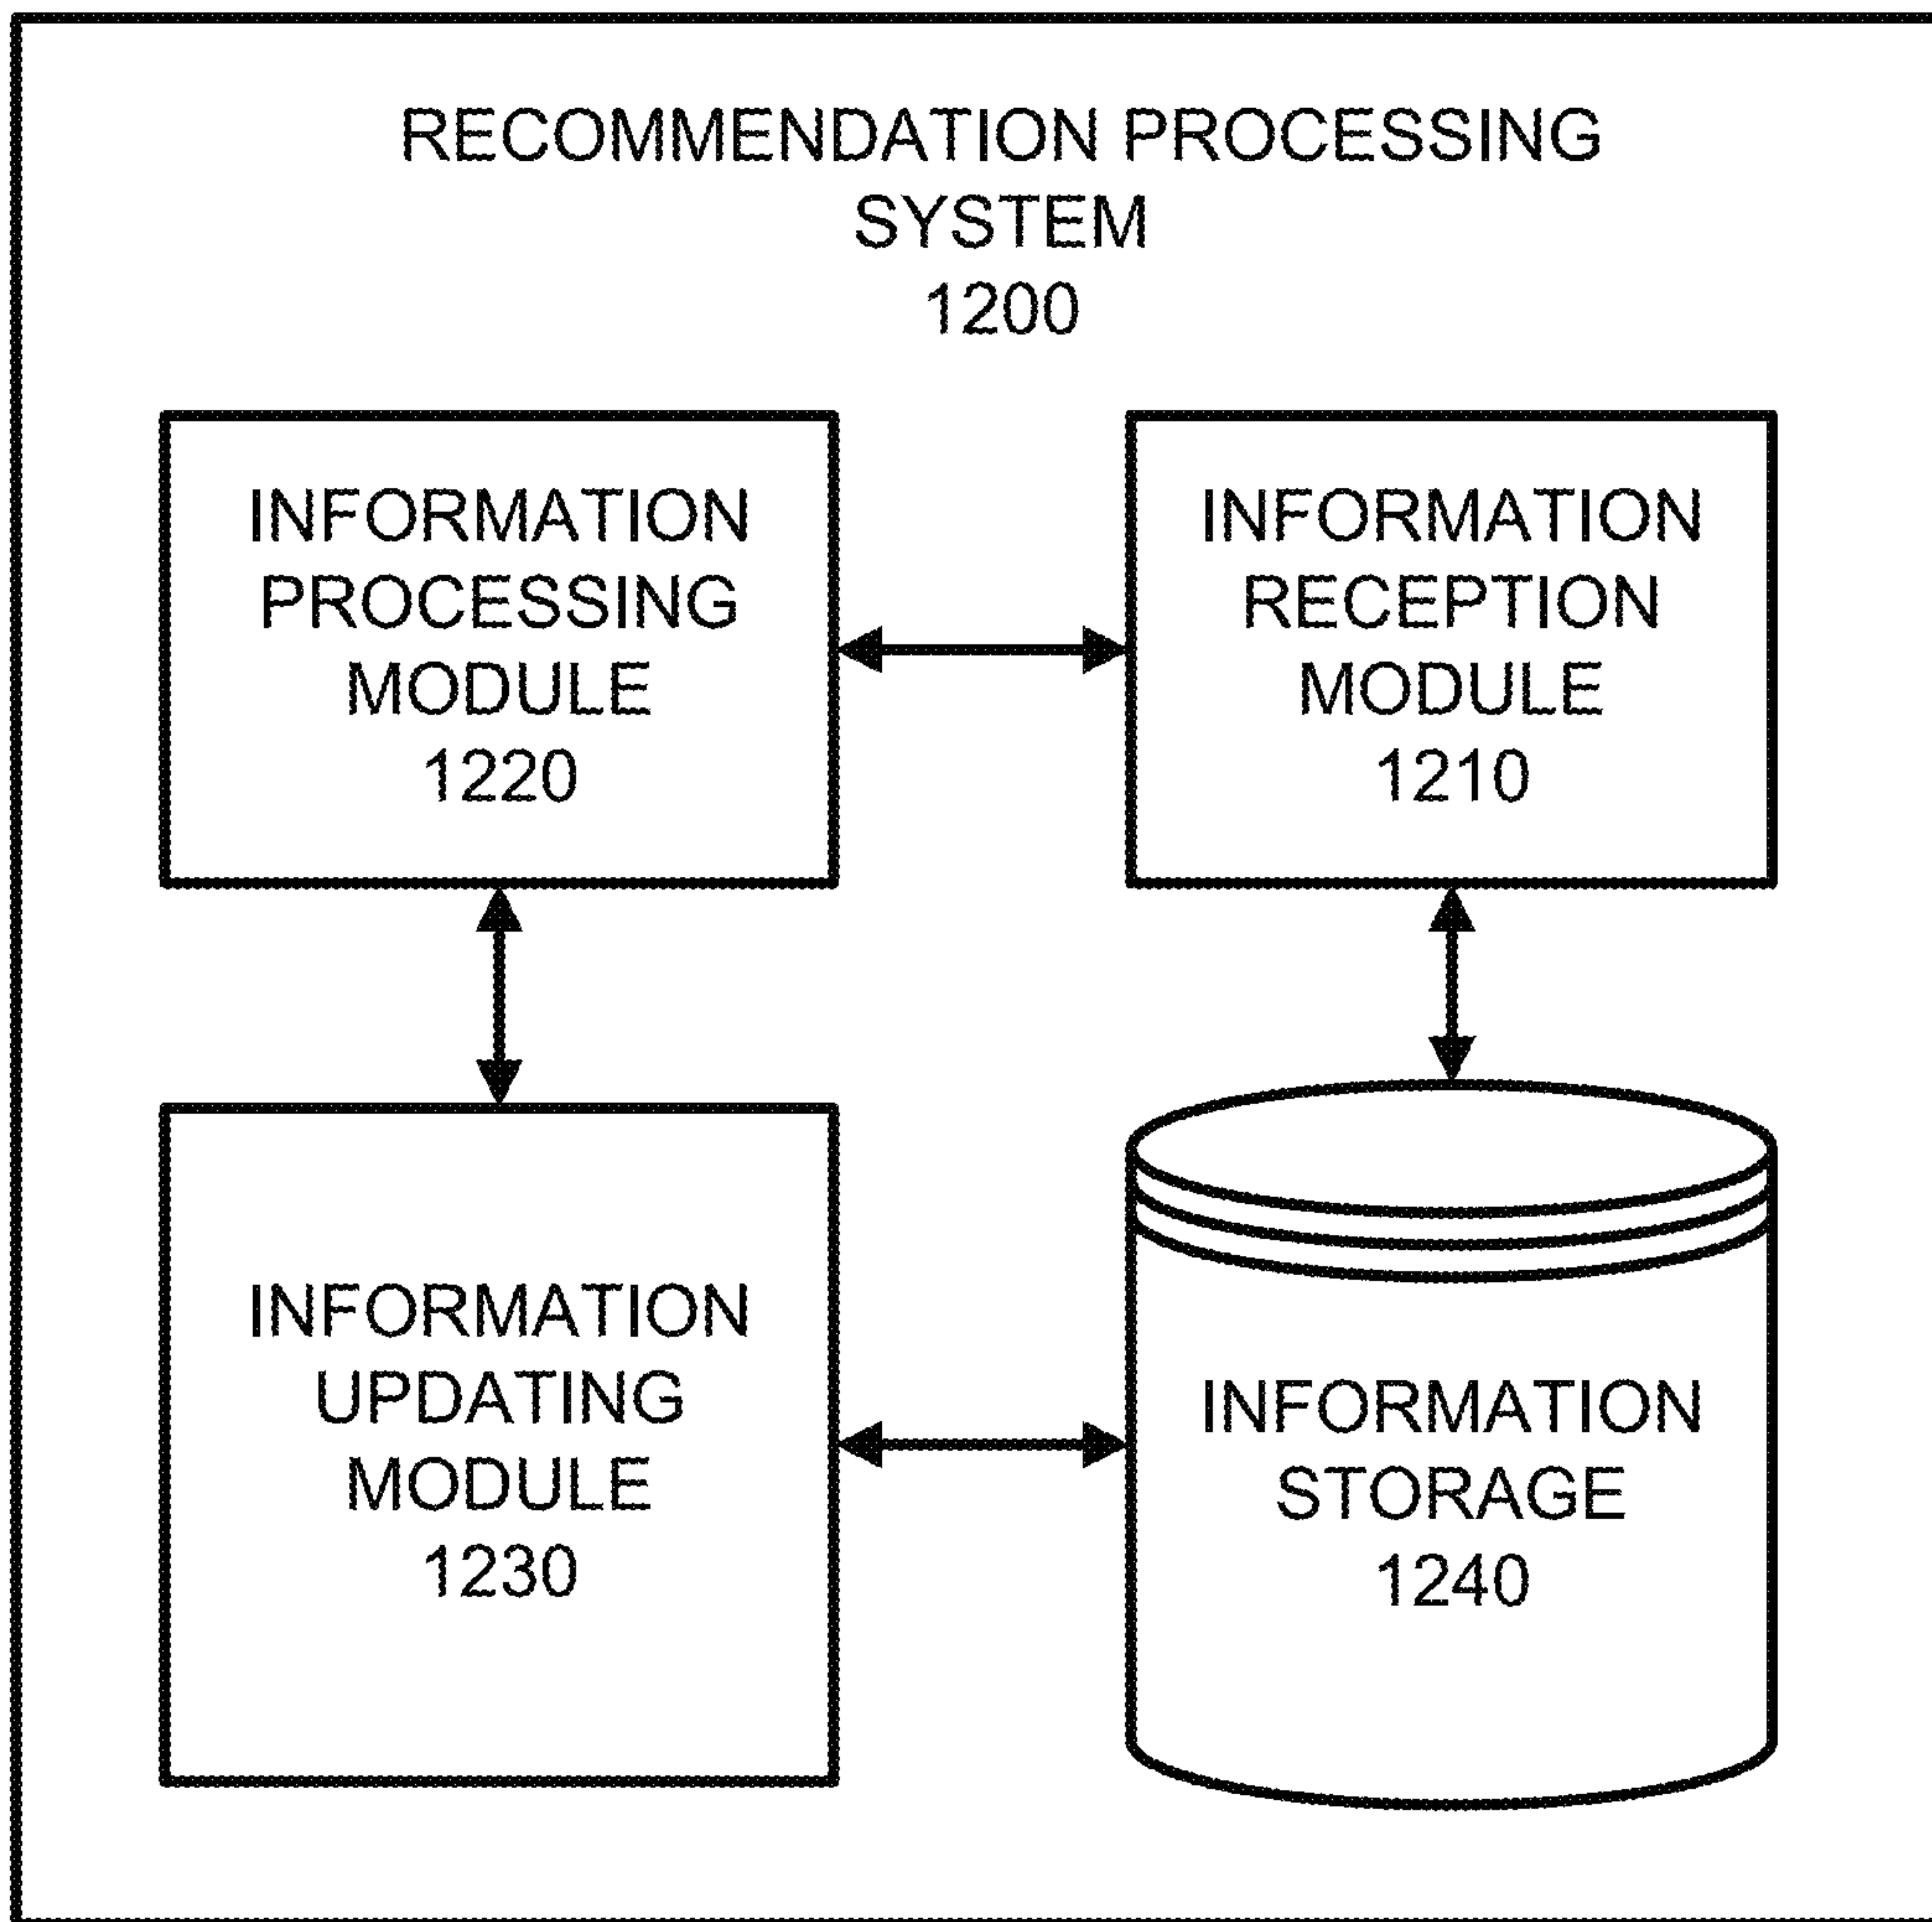 RECOMMENDATION PROCESSING
SYSTEM
1200
INFORMATION
PROCESSING
MODULE
1220
INFORMATION
RECEPTION
MODULE
1210
INFORMATION
UPDATING
MODULE
1230
INFORMATION
STORAGE
1240